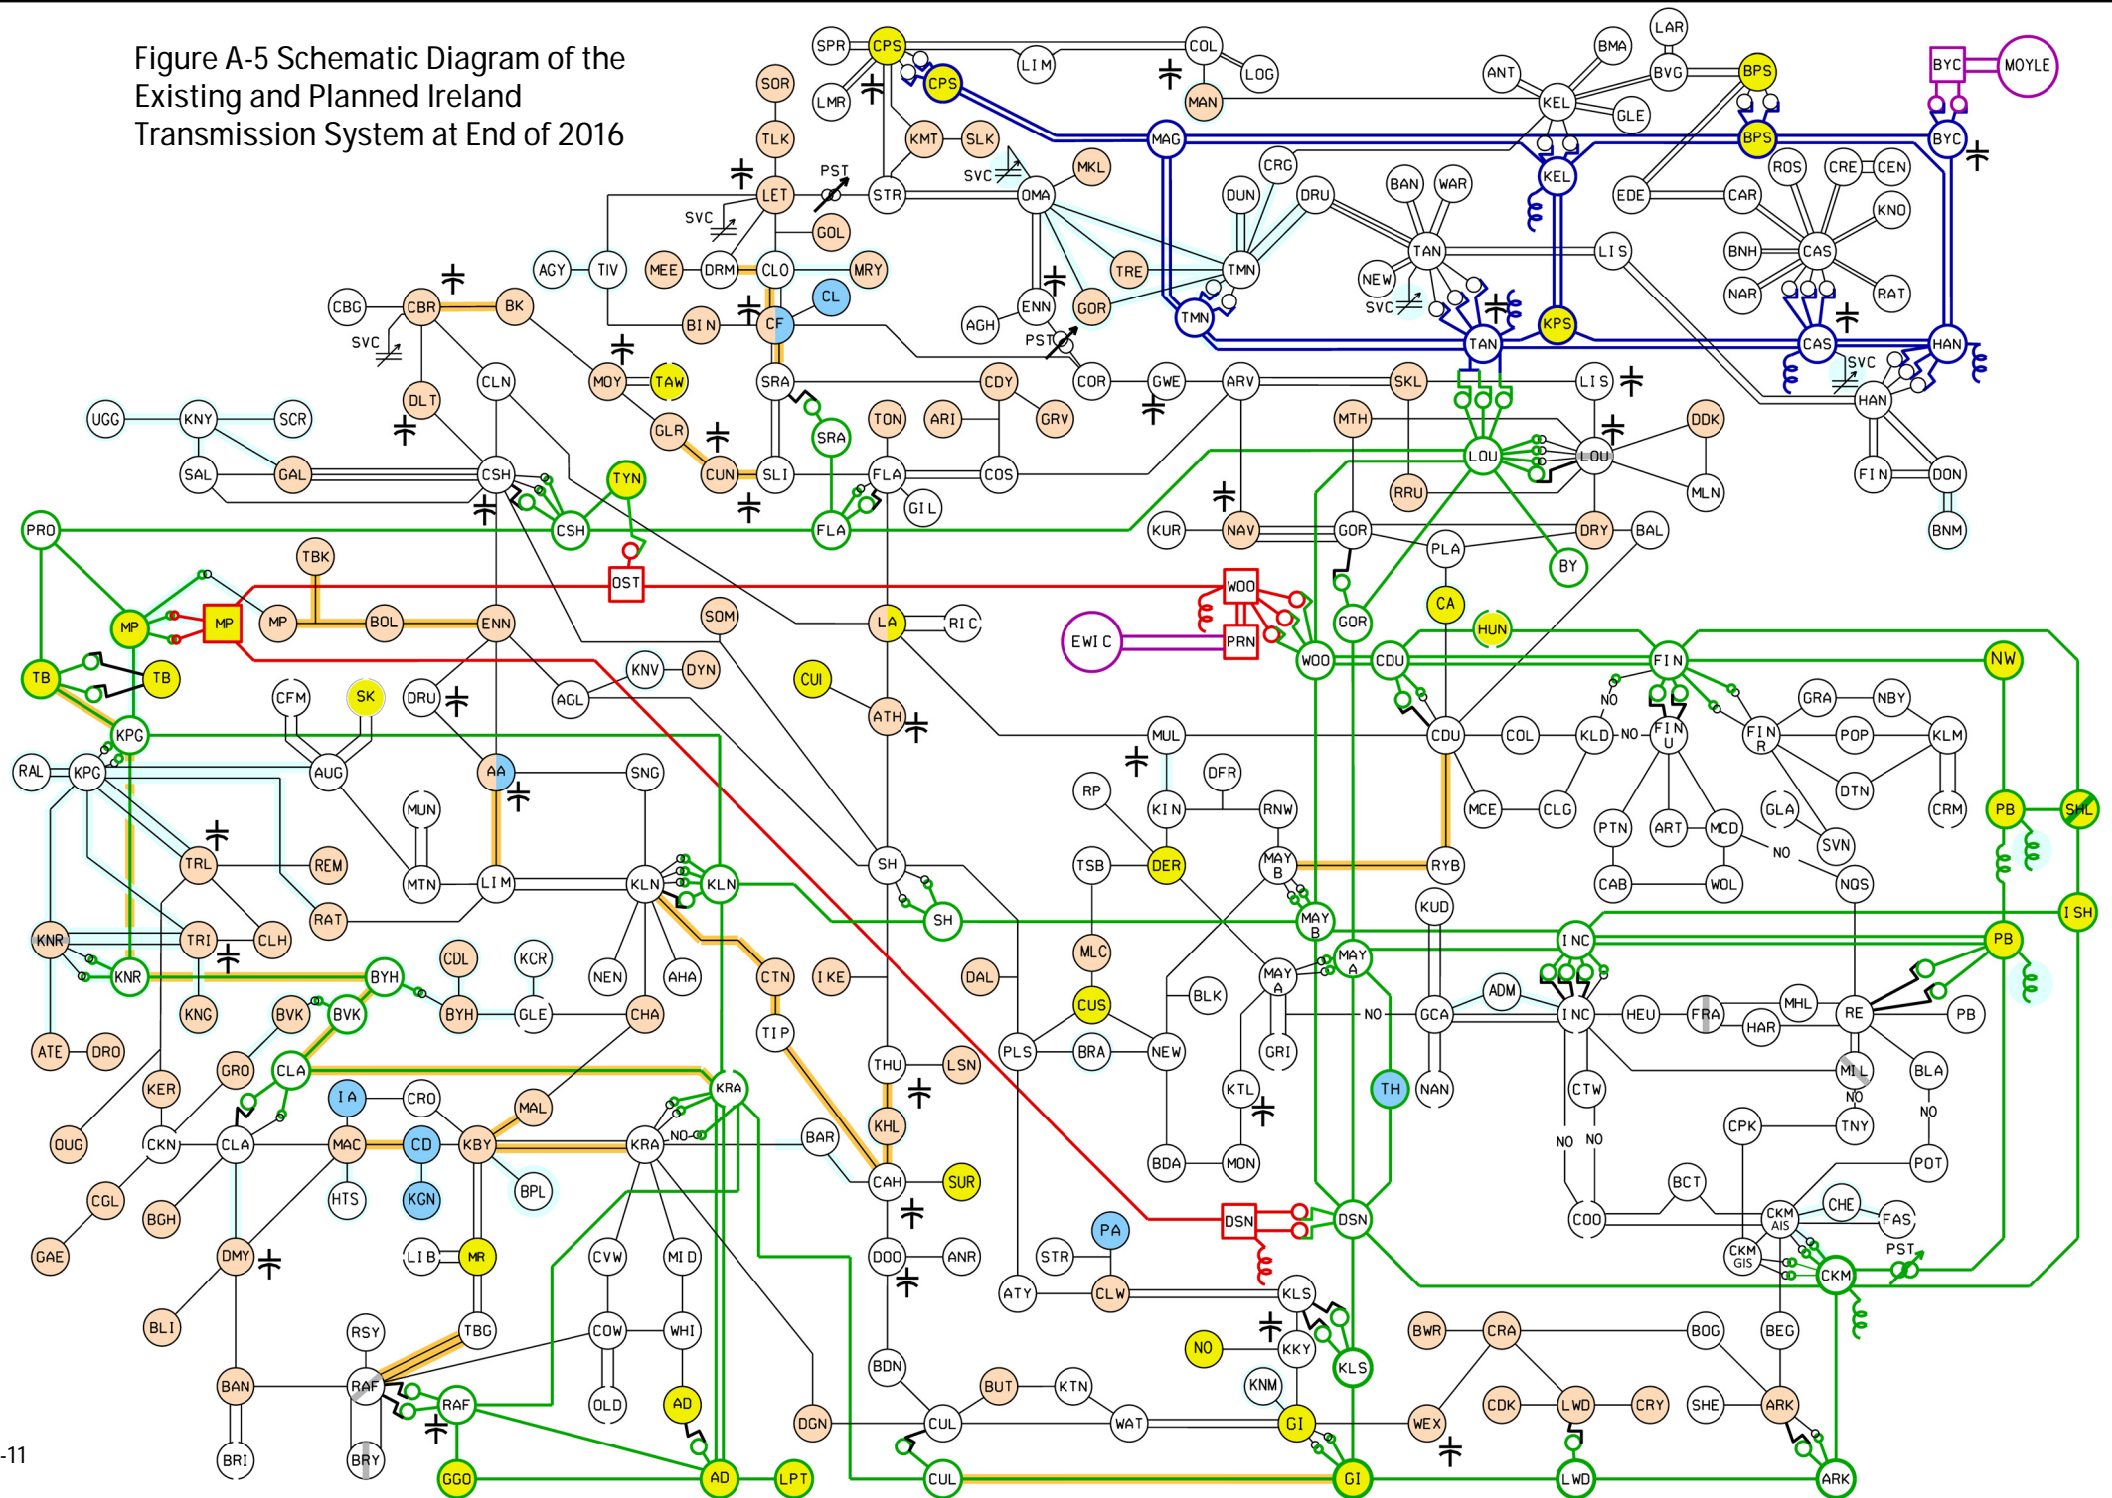 Figure A-5 Schematic Diagram of the
Existing and Planned Ireland
Transmission System at End of 2016
SPR CPS LIM COL LOG LAR
BMA ANT BVG BPS BYC MOYLE
SOR LMR CPS MAN KEL GLE
TLK KMT SLK MAG BPS BYC
PST SVC MKL CRG KEL ROS CRE CEN
LET STR OMA DUN DRU BAN WAR EDE CAR KNO
SVC GOL
AGY TIV MEE DRM CLO MRY TRE TMN TAN LIS BNH CAS
NEW NAR RAT
CBG CBR BK BIN CF CL AGH ENN GOR SVC
SVC PST TMN TAN KPS CAS HAN
SVC
CLN MOY TAW SRA CDY COR GWE ARV SKL LIS
DLT HAN
UGG KNY SCR GLR SRA TON ARI GRV MTH DDK
SAL GAL CSH CUN SLI FLA COS LOU LOU FIN DON
TYN GIL RRU MLN
PRO CSH FLA KUR NAV GOR DRY BAL BNM
TBK PLA BY
OST WOO
MP MP MP BOL ENN SOM LA RIC CA
EWIC PRN GOR HUN
TB TB KNV DYN CUI WOO CDU FIN NW
CFM SK DRU AGL NO GRA NBY
KPG ATH MUL CDU COL KLD NO FIN U FIN R POP KLM
RAL KPG AUG AA SNG DFR
RP DTN
MUN KIN RNW MCE CLG GLA CRM PB SHL
PTN ART MCD
TRL REM TSB DER MAY B RYB NO SVN
MTN LIM KLN KLN SH CAB WOL NQS
RAT SH MAY B KUD ISH
KNR TRI CLH INC PB
KNR BYH CDL KCR NEN AHA CTN IKE DAL MLC MAY A MAY A
BLK ADM
KNG BVK BVK BYH GLE CHA TIP CUS NO GCA INC HEU FRA MHL HAR RE PB
ATE DRO PLS BRA NEW GRI
KER GRO CLA KRA THU LSN KTL TH NAN CTW MIL BLA
IA CRO MAL NO NO
OUG CKN CLA MAC CD KBY KRA NO BAR KHL NO NO CPK TNY
BDA MON POT
CGL BGH HTS KGN BPL CAH SUR BCT
COO CKM AIS CHE FAS
GAE DMY LIB MR CVW MID DOO ANR STR PA DSN DSN CKM GIS PST
CKM
ATY CLW KLS
BLI RSY TBG COW WHI NO KKY BWR CRA BOG BEG
BDN KLS
BAN RAF RAF OLD AD BUT KTN KNM CDK LWD CRY SHE ARK
DGN CUL WAT GI WEX
BRI BRY GGO AD LPT CUL GI LWD ARK
-11